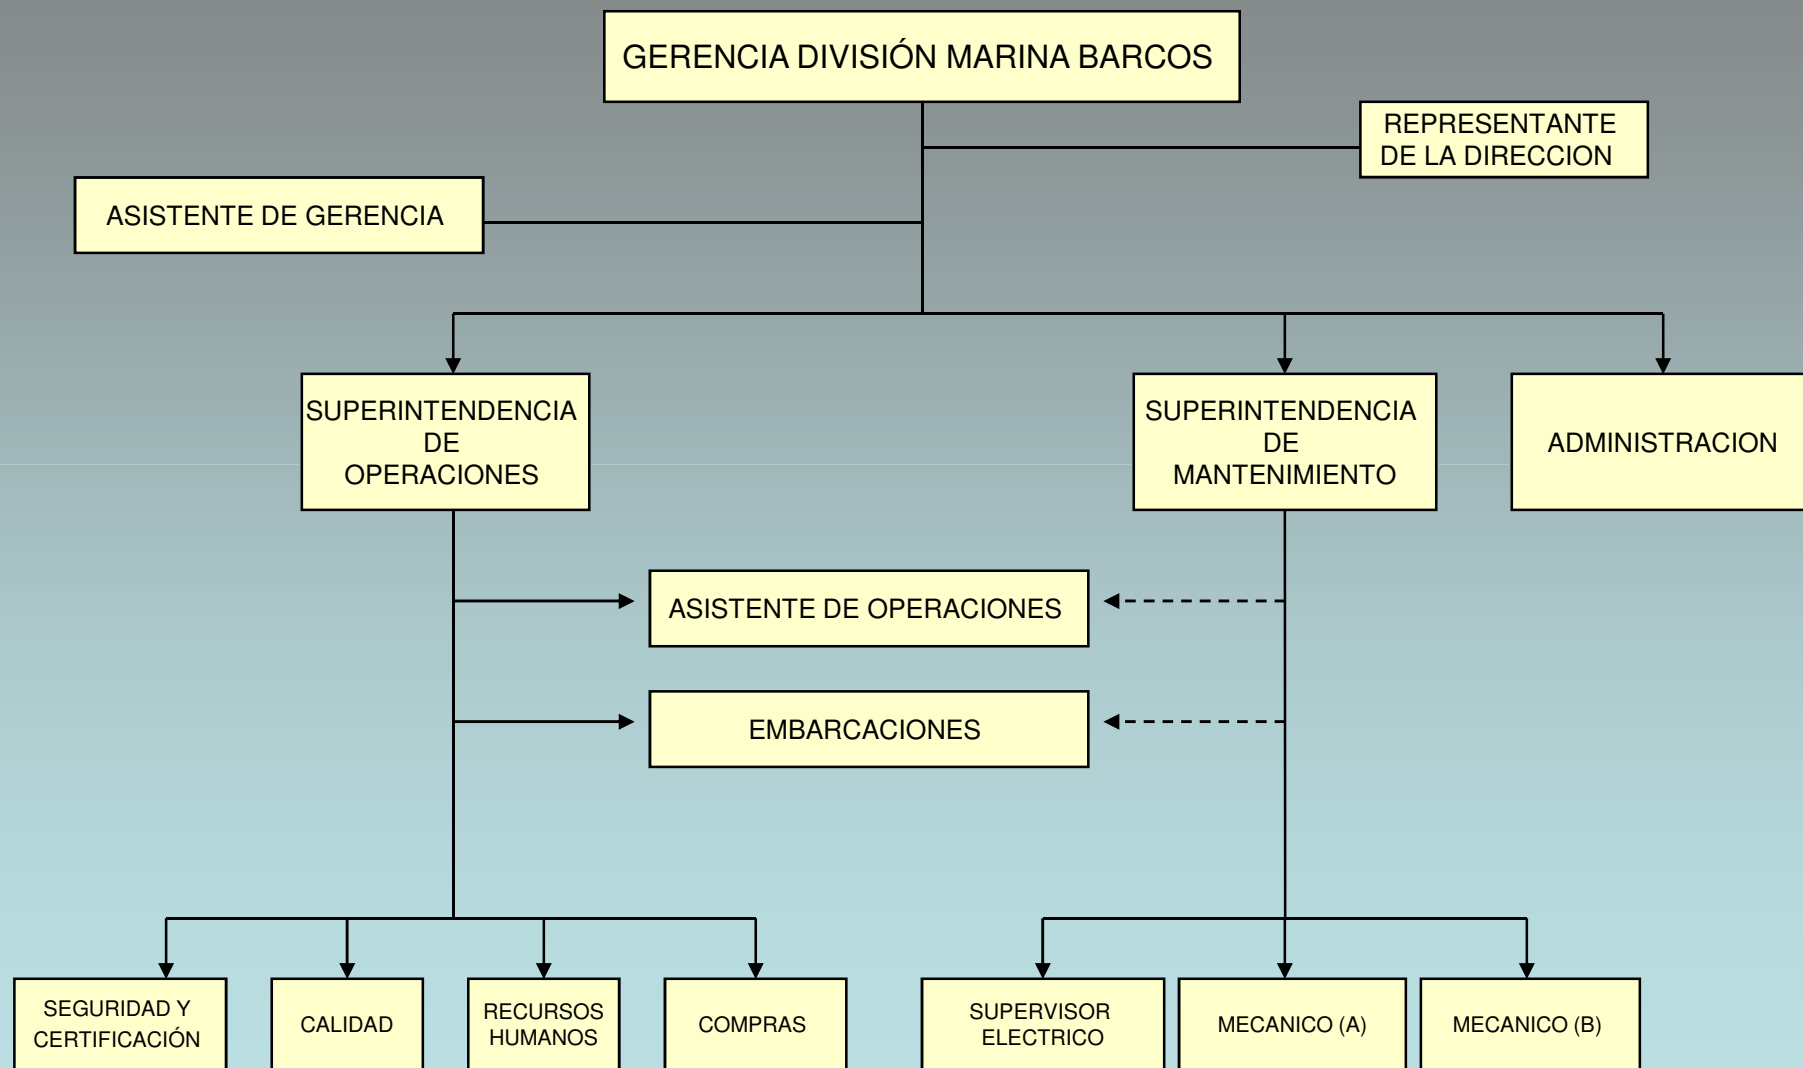 GERENCIA DIVISIÓN MARINA BARCOS
REPRESENTANTE
DE LA DIRECCION
ASISTENTE DE GERENCIA
SUPERINTENDENCIA
DE
OPERACIONES
SUPERINTENDENCIA
DE
MANTENIMIENTO
ADMINISTRACION
ASISTENTE DE OPERACIONES
EMBARCACIONES
SEGURIDAD Y
CERTIFICACIÓN
CALIDAD
RECURSOS
HUMANOS
COMPRAS
SUPERVISOR
ELECTRICO
MECANICO (A)
MECANICO (B)